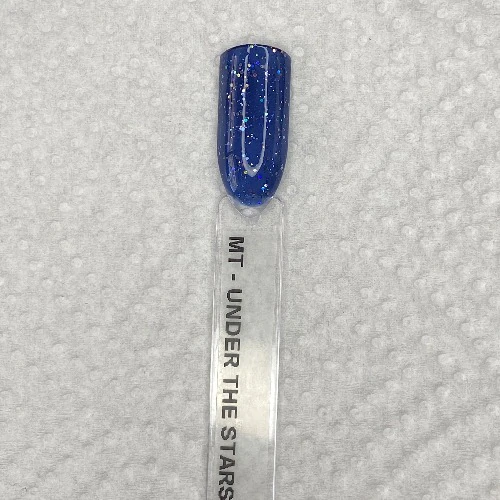 MT - UNDER THE STARS